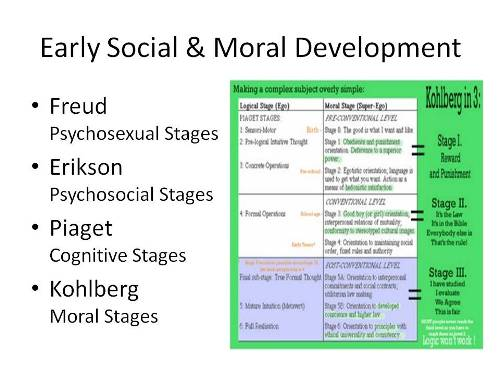 Early Social & Moral Development
• Freud
Psychosexual Stages
• Erikson
Psychosocial Stages
• Piaget
Cognitive Stages
• Kohlberg
Moral Stages
Making a complex subject overly simple:
Logical Stage (Ego)
Moral Stage (Super-Ego)
PIAGET STAGES:
PRE-CONVENTIONAL LEVEL
1: Sensori-Motor
Birth -
Stage 0: The good is what I want and like.
2: Pre-logical Intuitive Thought
Stage 1: Obedience and punishment
orientation. Deference to a superior
power.
3: Concrete Operations
Pre-school
Stage 2: Egotistic orientation; language is
used to get what you want. Action as a
means of hedonistic satisfaction.
CONVENTIONAL LEVEL
4: Formal Operations
School age
Stage 3: Good boy (or girl) orientation;
interpersonal relations of mutuality;
conformity to stereotyped cultural images.
Early Teens?
Stage 4: Orientation to maintaining social
order, fixed rules and authority
POST-CONVENTIONAL LEVEL
Final sub-stage: True Formal Thought
Stage 5A: Orientation to interpersonal
commitments and social contracts;
utilitarian law making.
5: Mature Intuition
Stage 5B: Orientation to developed
conscience and higher law.
6: Full Realisation
Stage 6: Orientation to principles with
ethical universality and consistency.
Kohlberg in 3:
Stage I.
Reward
and Punishment
Stage II.
It's the Law
It's in the Bible
Everybody else is
That's the rule!
Stage III.
I have studied
I evaluate
We Agree
This is fair
Logic won't work!